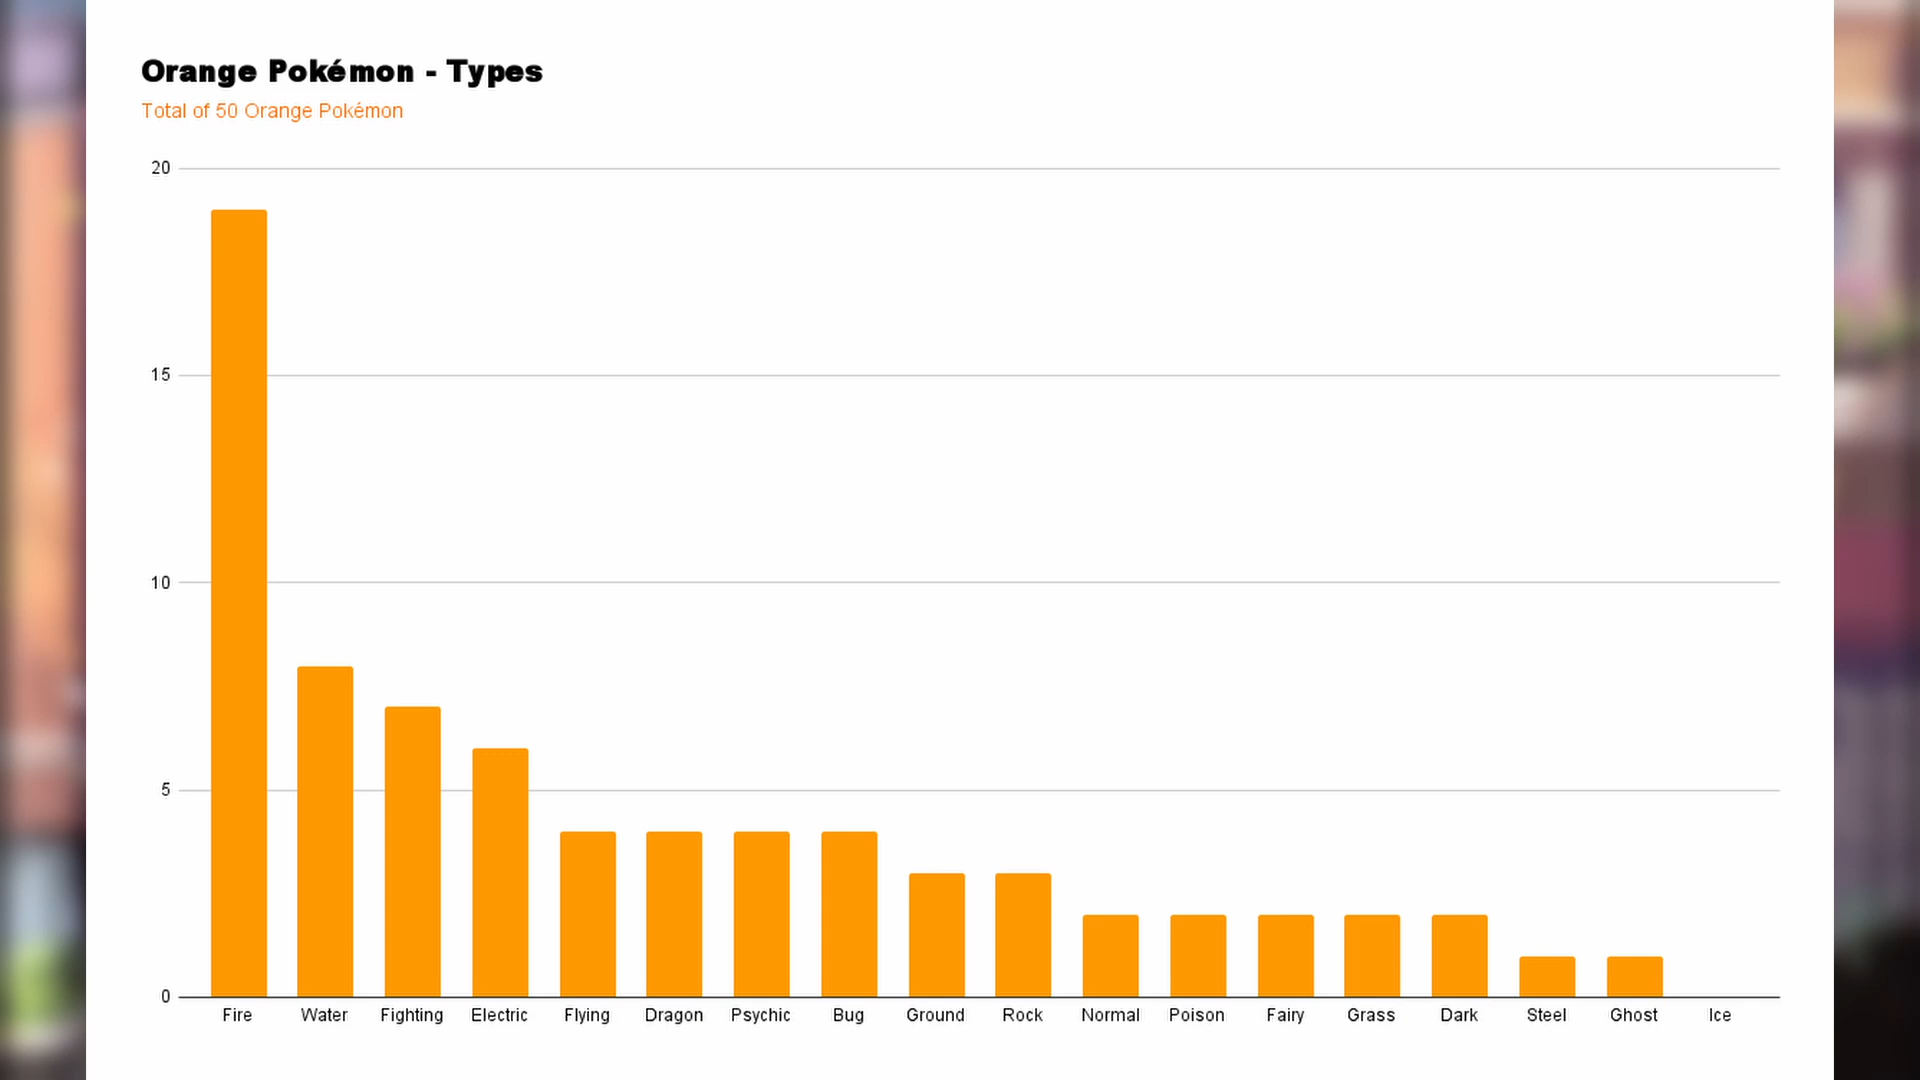 Orange Pokémon - Types
Total of 50 Orange Pokémon
20
15
10
5
0
Fire Water Fighting Electric Flying Dragon Psychic Bug Ground Rock Normal Poison Fairy Grass Dark Steel Ghost Ice